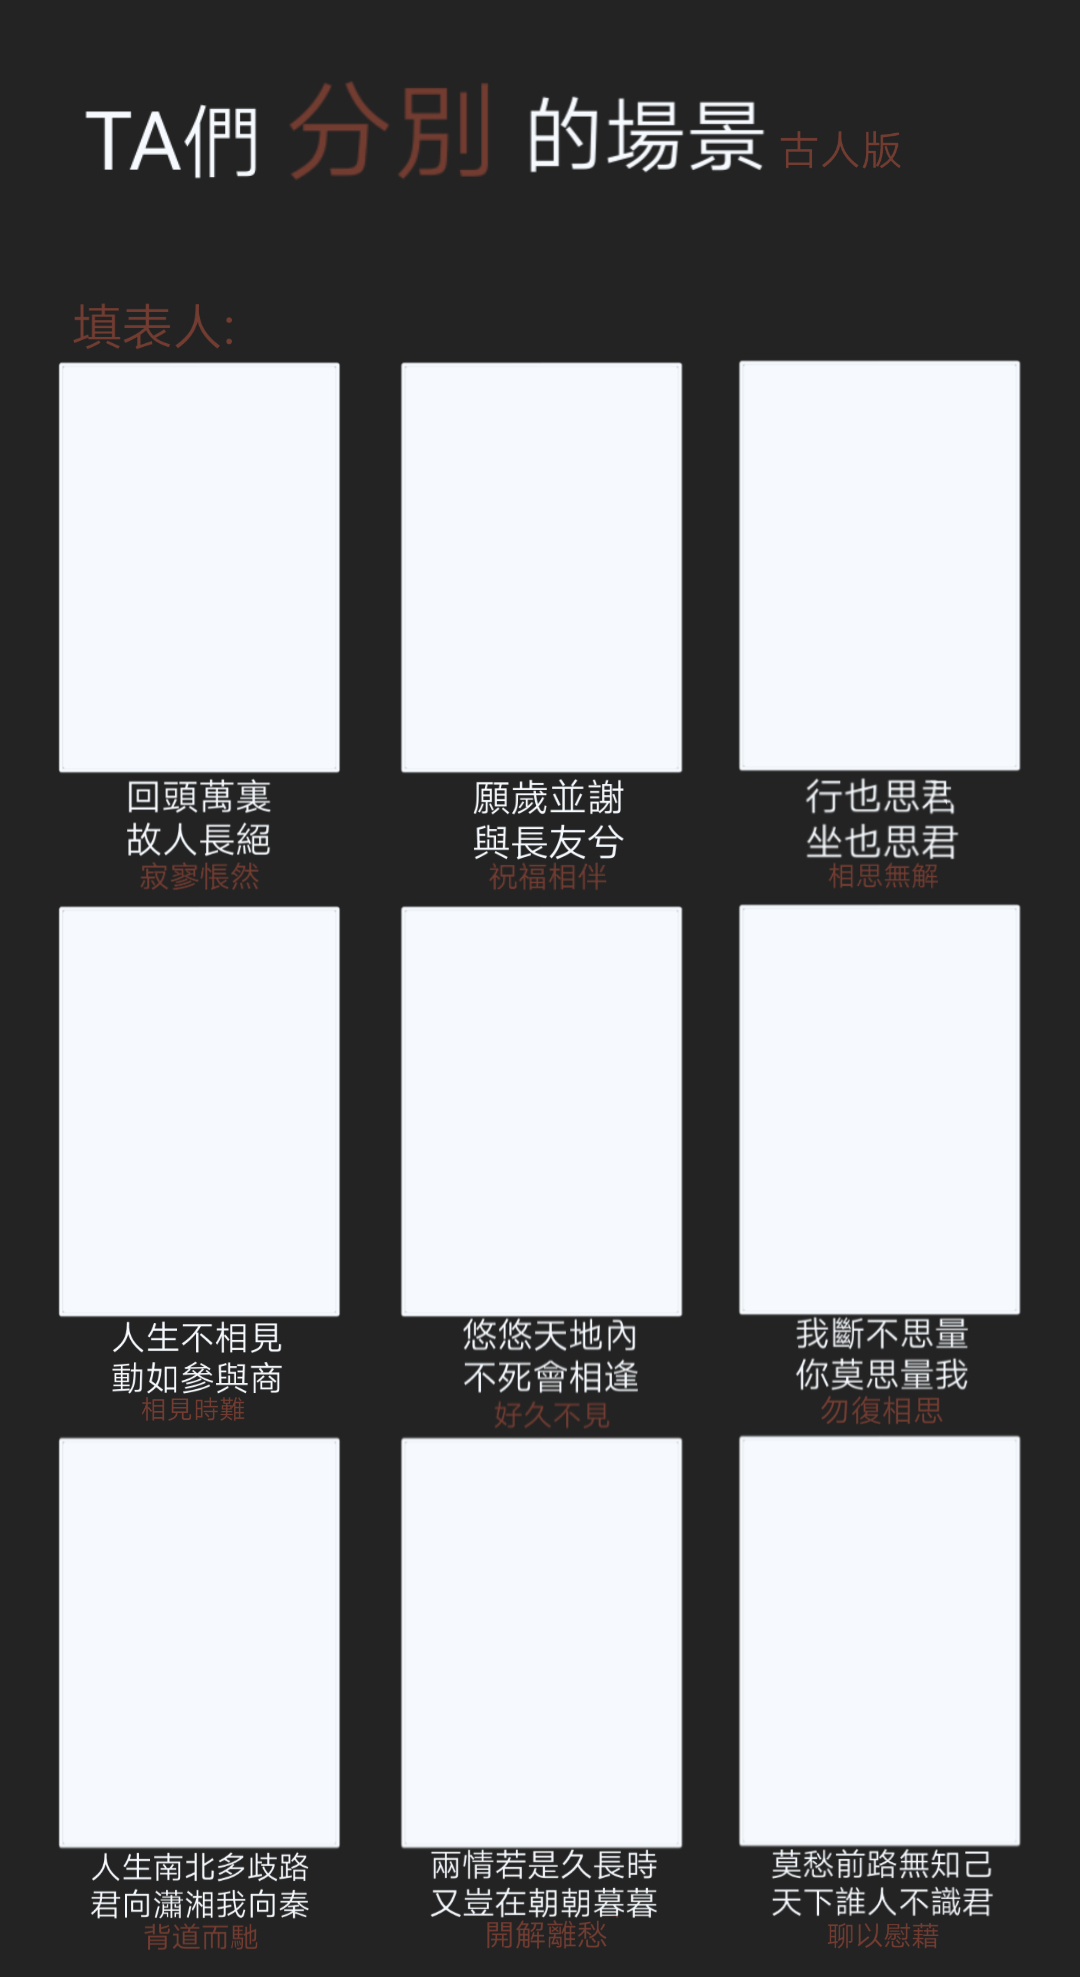 TA們 分別 的場景 古人版
填表人:
回頭萬裏
故人長絕
寂寥悵然
願歲並謝
與長友兮
祝福相伴
行也思君
坐也思君
相思無解
人生不相見
動如參與商
相見時難
悠悠天地內
不死會相逢
好久不見
我斷不思量
你莫思量我
勿復相思
人生南北多歧路
君向瀟湘我向秦
背道而馳
兩情若是久長時
又豈在朝朝暮暮
開解離愁
莫愁前路無知己
天下誰人不識君
聊以慰藉